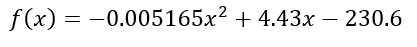 f(x) = −0.005165x² + 4.43x − 230.6